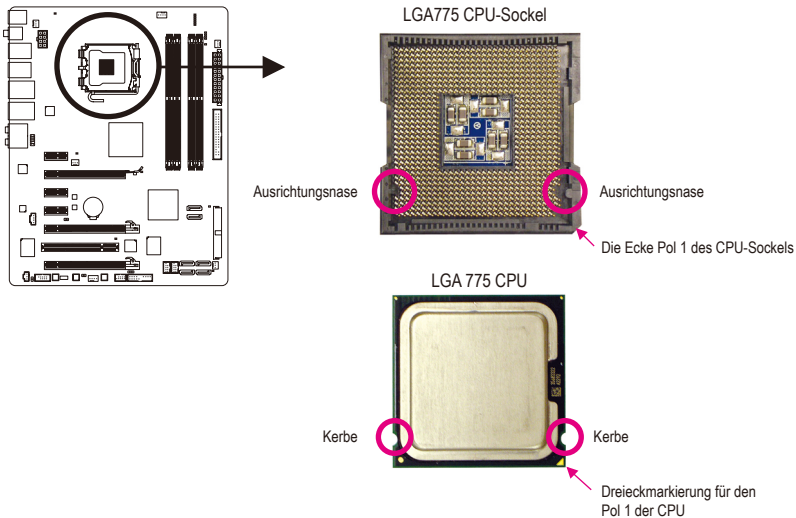 LGA775 CPU-Sockel
Ausrichtungsnase
Ausrichtungsnase
Die Ecke Pol 1 des CPU-Sockels
LGA 775 CPU
Kerbe
Kerbe
Dreieckmarkierung für den
Pol 1 der CPU